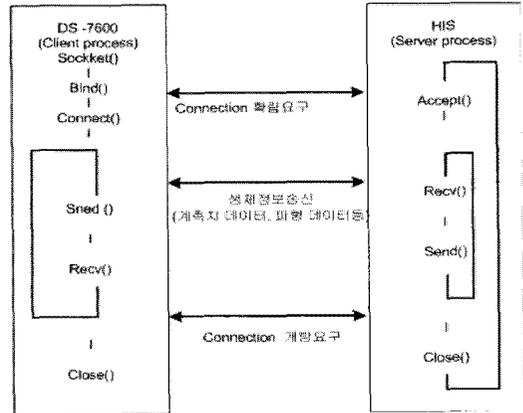 DS -7600
(Client process)
Sockket()
Bind()
Connect()
Sned ()
Recv()
Close()
Connection 확립요구
생체정보송신
(계측치 데이터, 파형 데이터등)
Connection 개방요구
HIS
(Server process)
Accept()
Recv()
Send()
Close()